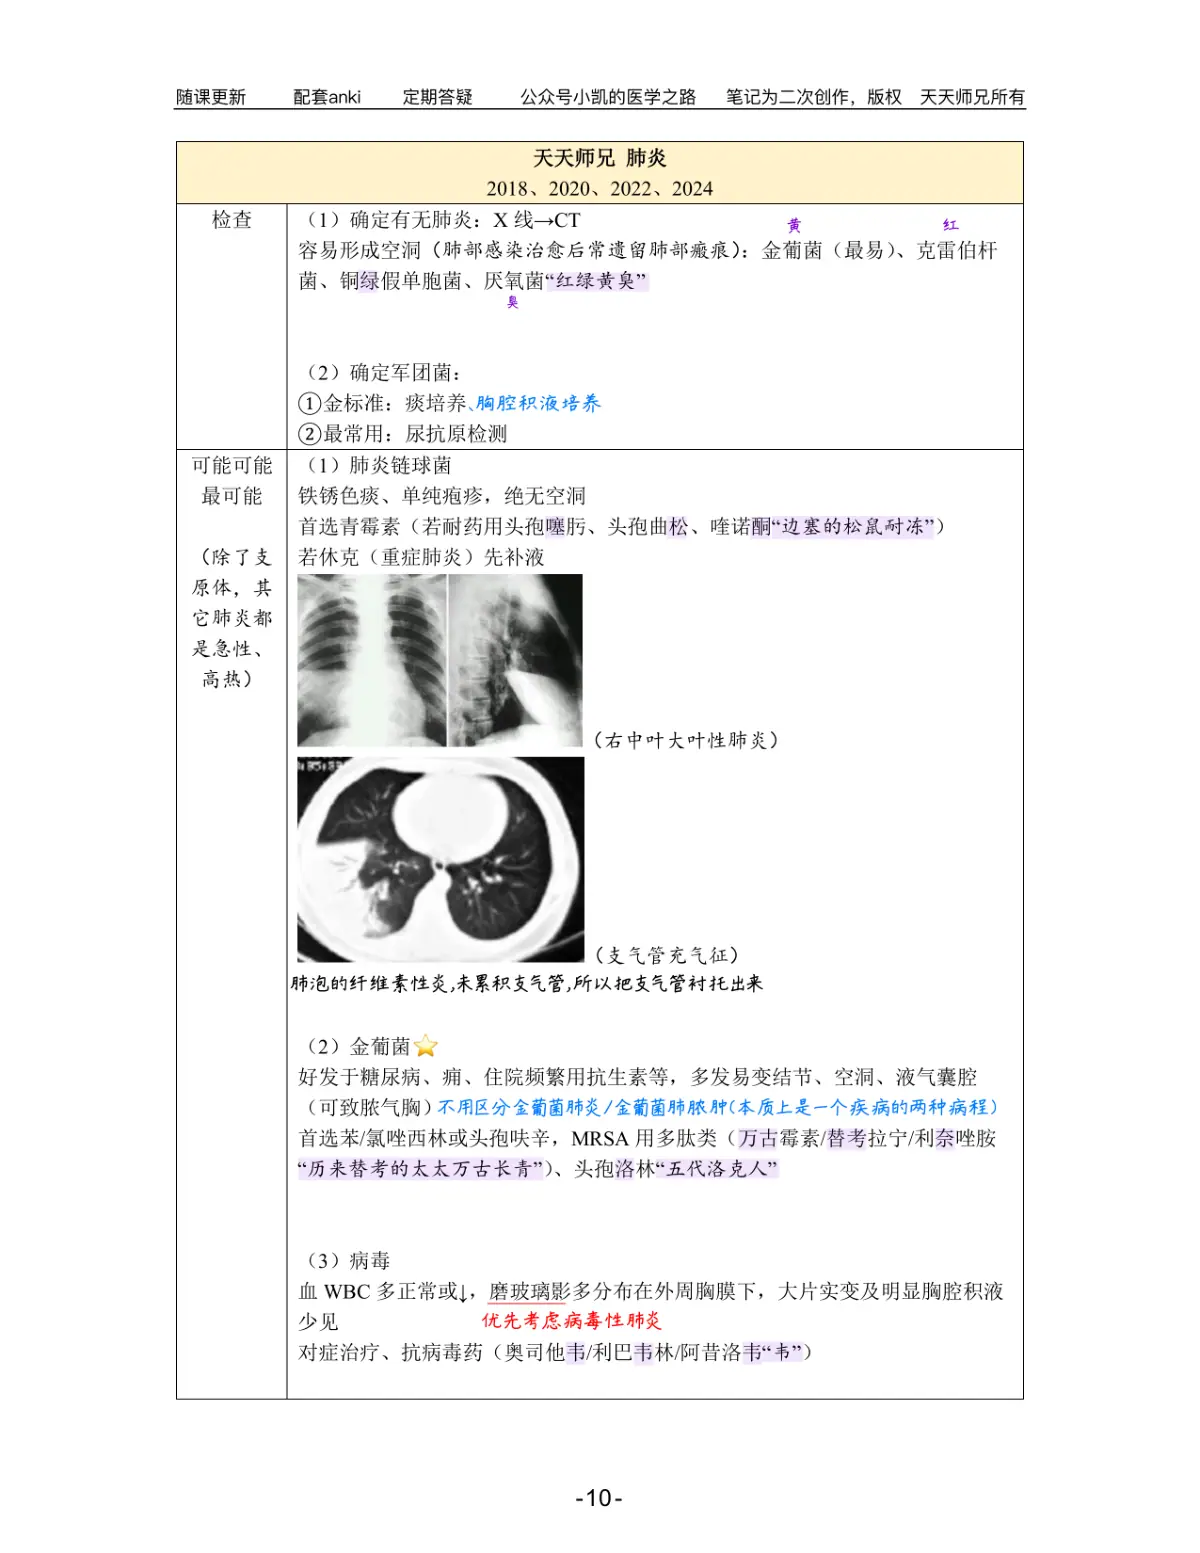 随课更新 配套anki 定期答疑 公众号小凯的医学之路 笔记为二次创作，版权 天天师兄所有
天天师兄 肺炎
2018、2020、2022、2024
检查
（1）确定有无肺炎：X 线→CT
黄 红
容易形成空洞（肺部感染治愈后常遗留肺部瘢痕）：金葡菌（最易）、克雷伯杆
菌、铜绿假单胞菌、厌氧菌“红绿黄臭”
臭
（2）确定军团菌：
①金标准：痰培养、胸腔积液培养
②最常用：尿抗原检测
可能可能
最可能
（除了支
原体，其
它肺炎都
是急性、
高热）
（1）肺炎链球菌
铁锈色痰、单纯疱疹，绝无空洞
首选青霉素（若耐药用头孢噻肟、头孢曲松、喹诺酮“边塞的松鼠耐冻”）
若休克（重症肺炎）先补液
（右中叶大叶性肺炎）
（支气管充气征）
肺泡的纤维素性炎,未累积支气管,所以把支气管衬托出来
（2）金葡菌⭐
好发于糖尿病、痈、住院频繁用抗生素等，多发易变结节、空洞、液气囊腔
（可致脓气胸）不用区分金葡菌肺炎/金葡菌肺脓肿(本质上是一个疾病的两种病程)
首选苯/氯唑西林或头孢呋辛，MRSA 用多肽类（万古霉素/替考拉宁/利奈唑胺
“历来替考的太太万古长青”）、头孢洛林“五代洛克人”
（3）病毒
血 WBC 多正常或↓，磨玻璃影多分布在外周胸膜下，大片实变及明显胸腔积液
少见 优先考虑病毒性肺炎
对症治疗、抗病毒药（奥司他韦/利巴韦林/阿昔洛韦“韦”）
-10-